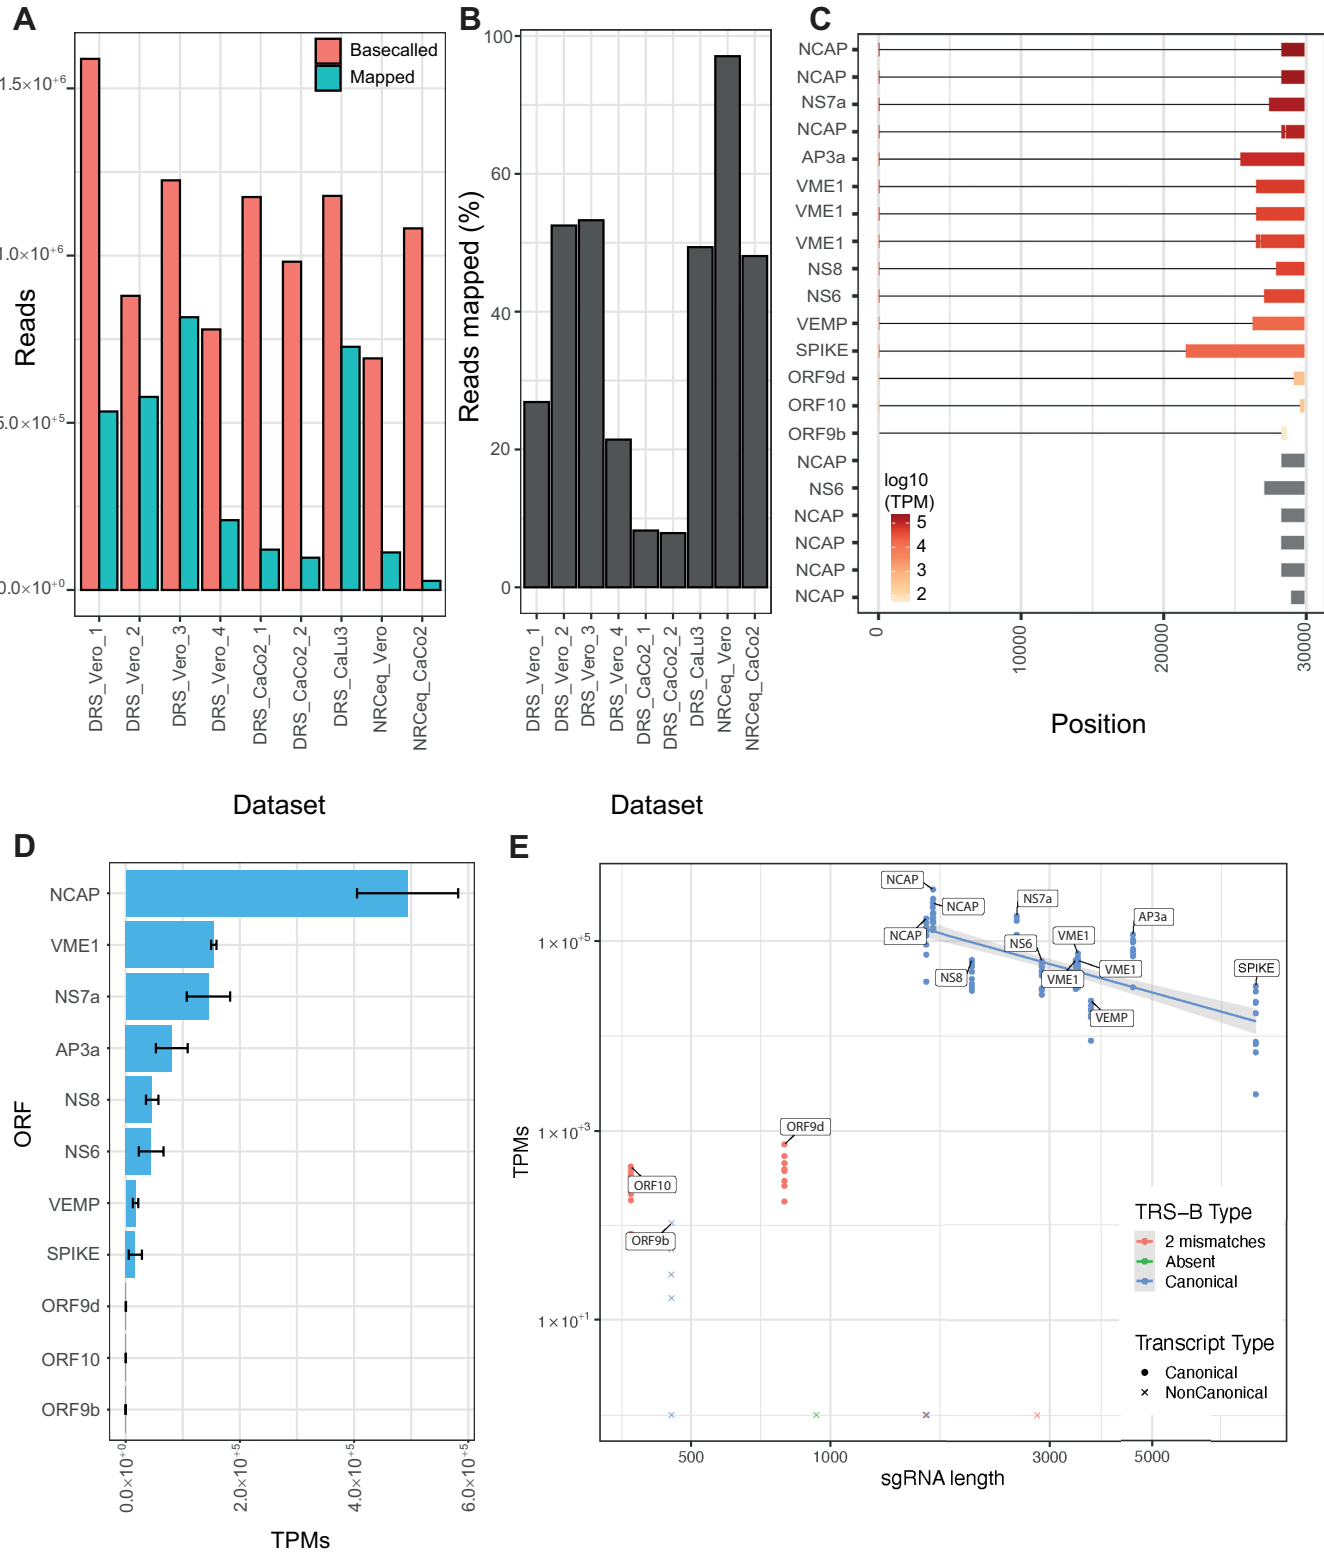 A
Basecalled
Mapped
1.5×10+6
1.0×10+6
5.0×10+5
0.0×10+0
Reads
DRS_Vero_1
DRS_Vero_2
DRS_Vero_3
DRS_Vero_4
DRS_CaCo2_1
DRS_CaCo2_2
DRS_CaLu3
NRCeq_Vero
NRCeq_CaCo2
Dataset
B
100
60
40
20
0
Reads mapped (%)
DRS_Vero_1
DRS_Vero_2
DRS_Vero_3
DRS_Vero_4
DRS_CaCo2_1
DRS_CaCo2_2
DRS_CaLu3
NRCeq_Vero
NRCeq_CaCo2
Dataset
C
NCAP
NCAP
NS7a
NCAP
AP3a
VME1
VME1
VME1
NS8
NS6
VEMP
SPIKE
ORF9d
ORF10
ORF9b
NCAP
NS6
NCAP
NCAP
NCAP
NCAP
log10
(TPM)
5
4
3
2
0
10000
20000
30000
Position
D
NCAP
VME1
NS7a
AP3a
NS8
NS6
VEMP
SPIKE
ORF9d
ORF10
ORF9b
ORF
0.0×10+0
2.0×10+5
4.0×10+5
6.0×10+5
TPMs
E
1×10+5
1×10+3
1×10+1
TPMs
NCAP
NCAP
NCAP
NS7a
NS8
NS6
VME1
VME1
VME1
AP3a
VEMP
SPIKE
ORF9d
ORF10
ORF9b
TRS−B Type
2 mismatches
Absent
Canonical
Transcript Type
Canonical
NonCanonical
500
1000
3000
5000
sgRNA length